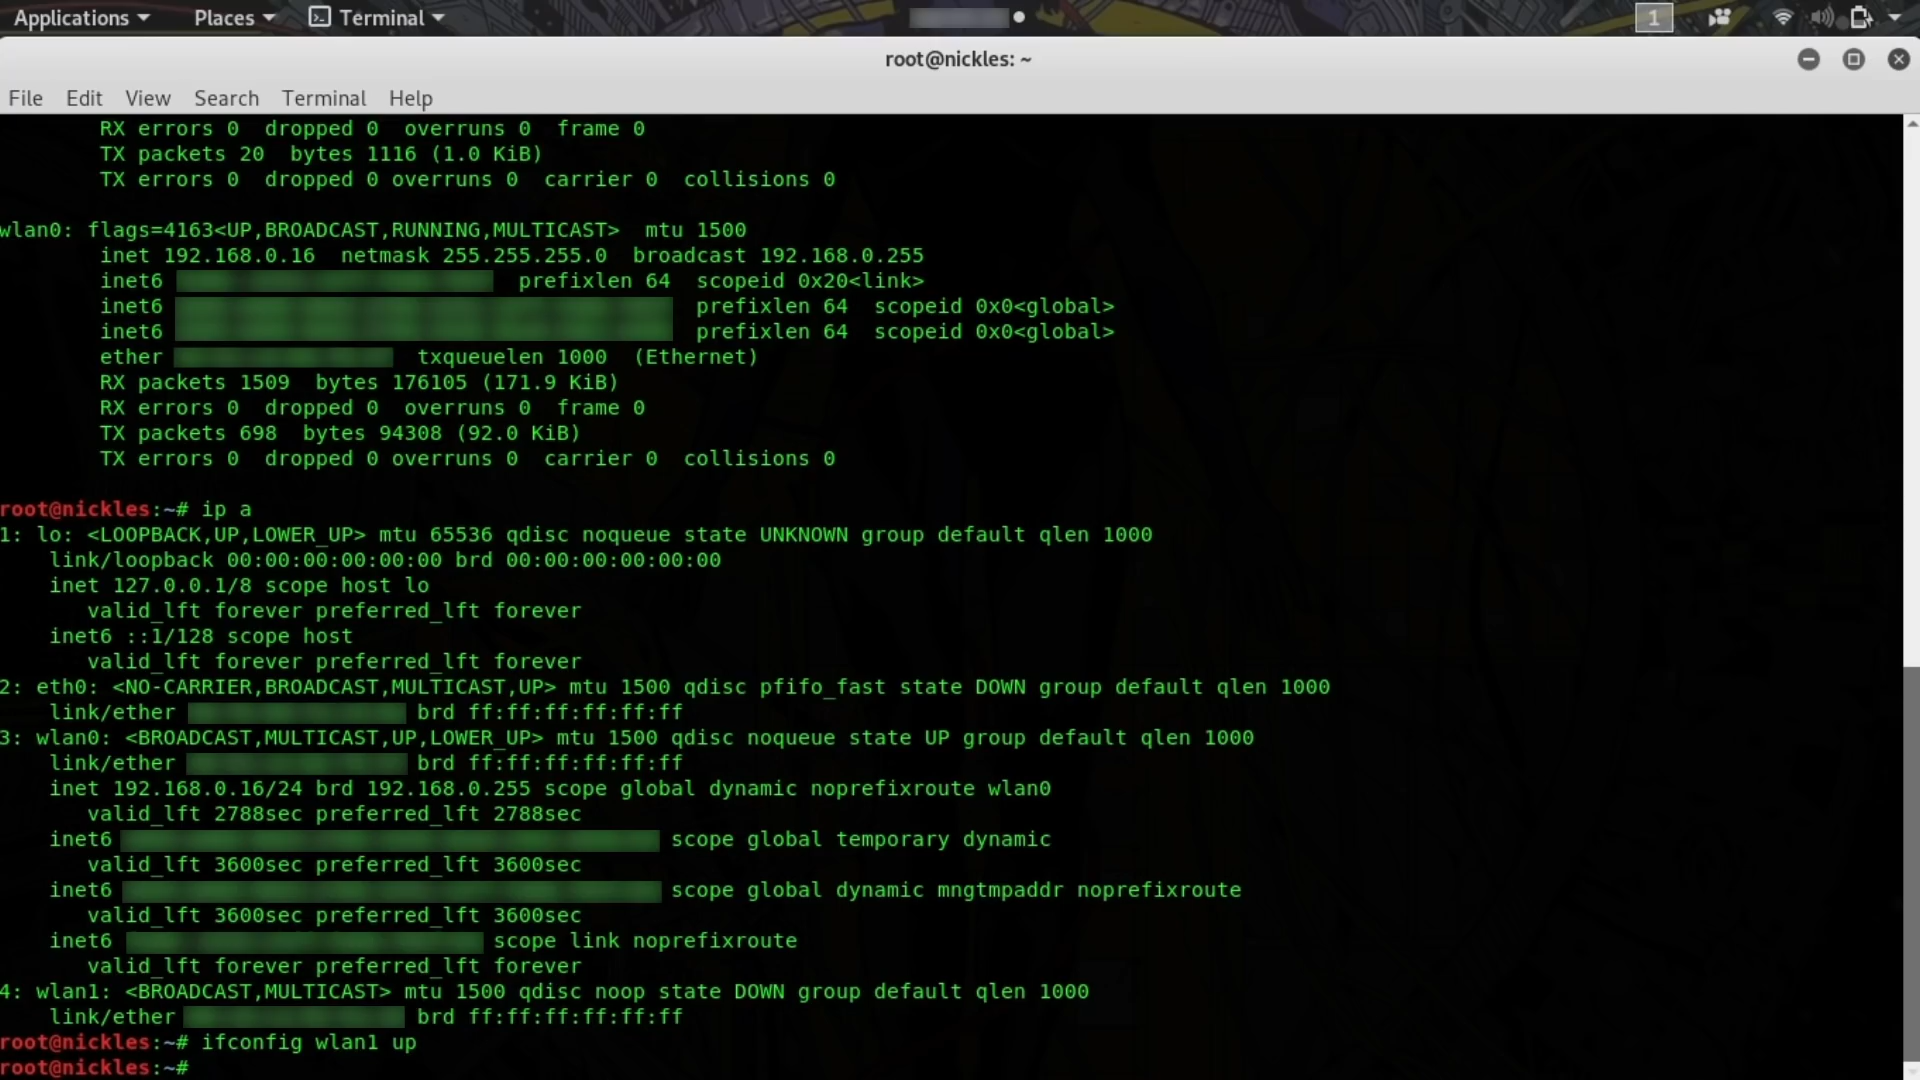 Applications Places Terminal 1
root@nickles: ~
File Edit View Search Terminal Help
RX errors 0 dropped 0 overruns 0 frame 0
TX packets 20 bytes 1116 (1.0 KiB)
TX errors 0 dropped 0 overruns 0 carrier 0 collisions 0
wlan0: flags=4163<UP,BROADCAST,RUNNING,MULTICAST> mtu 1500
inet 192.168.0.16 netmask 255.255.255.0 broadcast 192.168.0.255
inet6 prefixlen 64 scopeid 0x20<link>
inet6 prefixlen 64 scopeid 0x0<global>
inet6 prefixlen 64 scopeid 0x0<global>
ether txqueuelen 1000 (Ethernet)
RX packets 1509 bytes 176105 (171.9 KiB)
RX errors 0 dropped 0 overruns 0 frame 0
TX packets 698 bytes 94308 (92.0 KiB)
TX errors 0 dropped 0 overruns 0 carrier 0 collisions 0
root@nickles:~# ip a
1: lo: <LOOPBACK,UP,LOWER_UP> mtu 65536 qdisc noqueue state UNKNOWN group default qlen 1000
link/loopback 00:00:00:00:00:00 brd 00:00:00:00:00:00
inet 127.0.0.1/8 scope host lo
valid_lft forever preferred_lft forever
inet6 ::1/128 scope host
valid_lft forever preferred_lft forever
2: eth0: <NO-CARRIER,BROADCAST,MULTICAST,UP> mtu 1500 qdisc pfifo_fast state DOWN group default qlen 1000
link/ether brd ff:ff:ff:ff:ff:ff
3: wlan0: <BROADCAST,MULTICAST,UP,LOWER_UP> mtu 1500 qdisc noqueue state UP group default qlen 1000
link/ether brd ff:ff:ff:ff:ff:ff
inet 192.168.0.16/24 brd 192.168.0.255 scope global dynamic noprefixroute wlan0
valid_lft 2788sec preferred_lft 2788sec
inet6 scope global temporary dynamic
valid_lft 3600sec preferred_lft 3600sec
inet6 scope global dynamic mngtmpaddr noprefixroute
valid_lft 3600sec preferred_lft 3600sec
inet6 scope link noprefixroute
valid_lft forever preferred_lft forever
4: wlan1: <BROADCAST,MULTICAST> mtu 1500 qdisc noop state DOWN group default qlen 1000
link/ether brd ff:ff:ff:ff:ff:ff
root@nickles:~# ifconfig wlan1 up
root@nickles:~#